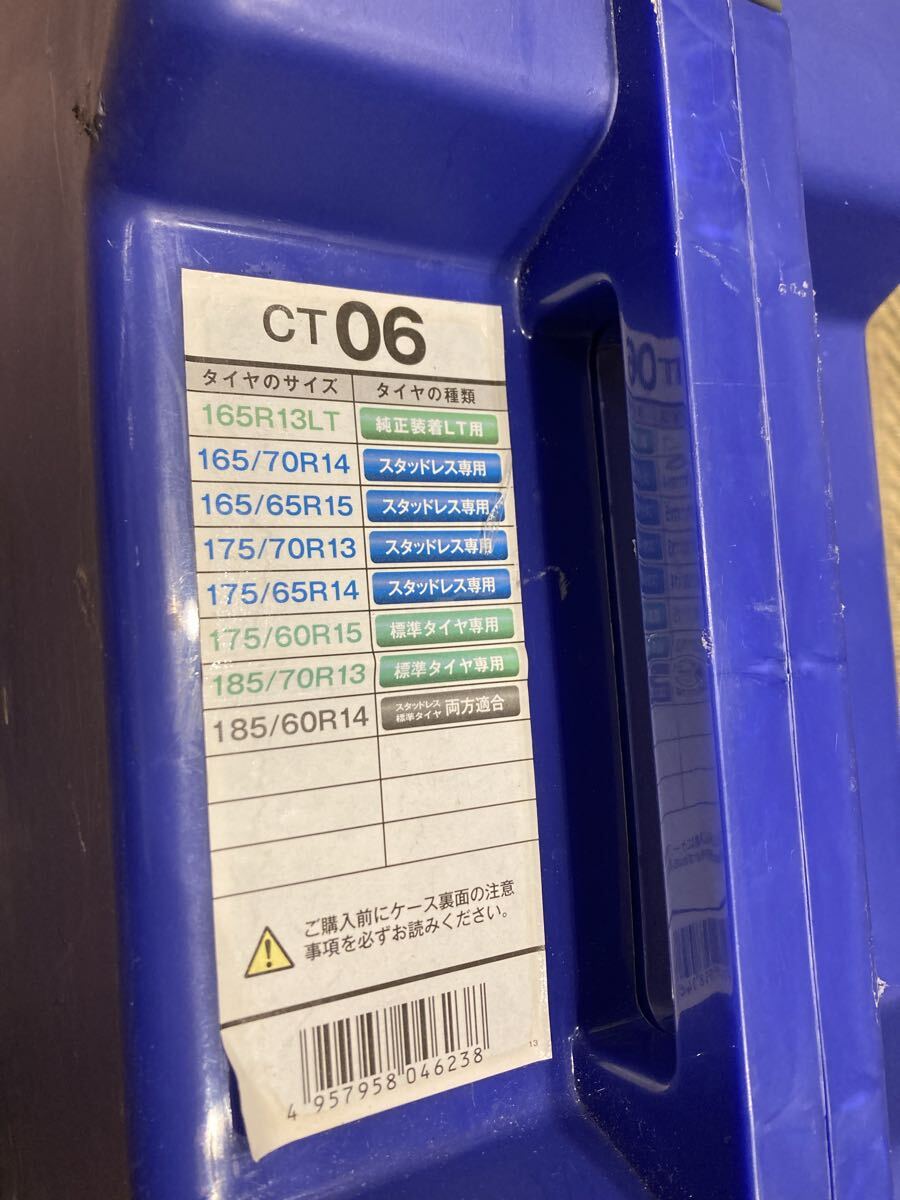 CT 06
タイヤのサイズ タイヤの種類
165R13LT 純正装着LT用
165/70R14 スタッドレス専用
165/65R15 スタッドレス専用
175/70R13 スタッドレス専用
175/65R14 スタッドレス専用
175/60R15 標準タイヤ専用
185/70R13 標準タイヤ専用
185/60R14 スタッドレス 標準タイヤ 両方適合
ご購入前にケース裏面の注意
事項を必ずお読みください。
13
4 957958 046238